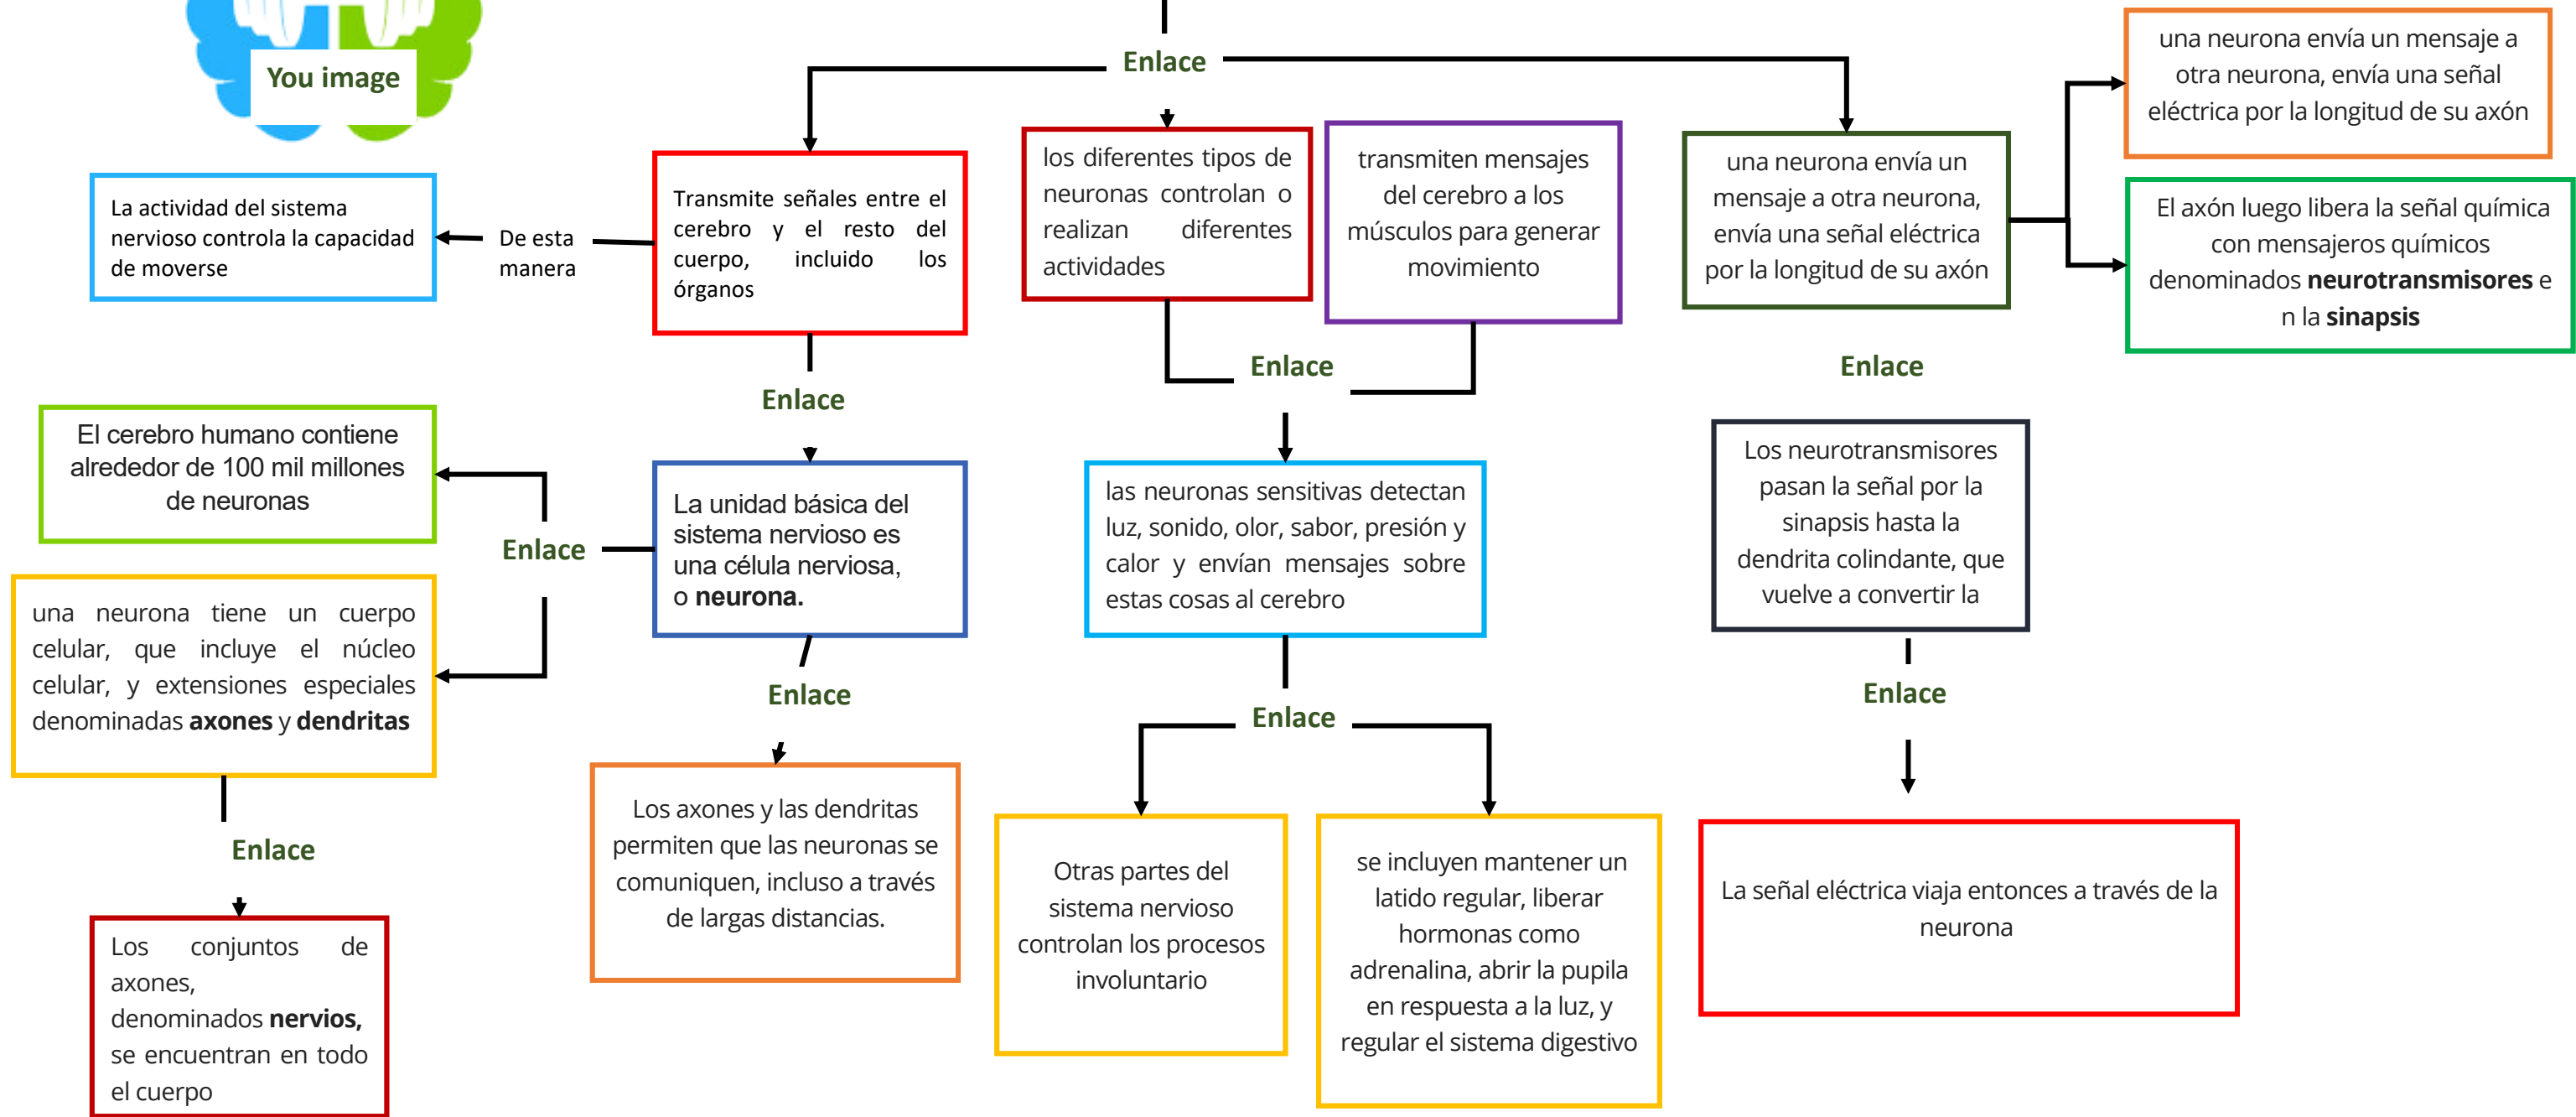 You image
Enlace
una neurona envía un mensaje a
otra neurona, envía una señal
eléctrica por la longitud de su axón
La actividad del sistema
nervioso controla la capacidad
de moverse
De esta
manera
Transmite señales entre el
cerebro y el resto del
cuerpo, incluido los
órganos
los diferentes tipos de
neuronas controlan o
realizan diferentes
actividades
transmiten mensajes
del cerebro a los
músculos para generar
movimiento
una neurona envía un
mensaje a otra neurona,
envía una señal eléctrica
por la longitud de su axón
El axón luego libera la señal química
con mensajeros químicos
denominados neurotransmisores e
n la sinapsis
Enlace
Enlace
Enlace
El cerebro humano contiene
alrededor de 100 mil millones
de neuronas
Enlace
La unidad básica del
sistema nervioso es
una célula nerviosa,
o neurona.
las neuronas sensitivas detectan
luz, sonido, olor, sabor, presión y
calor y envían mensajes sobre
estas cosas al cerebro
Los neurotransmisores
pasan la señal por la
sinapsis hasta la
dendrita colindante, que
vuelve a convertir la
una neurona tiene un cuerpo
celular, que incluye el núcleo
celular, y extensiones especiales
denominadas axones y dendritas
Enlace
Enlace
Enlace
Enlace
Los conjuntos de
axones,
denominados nervios,
se encuentran en todo
el cuerpo
Los axones y las dendritas
permiten que las neuronas se
comuniquen, incluso a través
de largas distancias.
Otras partes del
sistema nervioso
controlan los procesos
involuntario
se incluyen mantener un
latido regular, liberar
hormonas como
adrenalina, abrir la pupila
en respuesta a la luz, y
regular el sistema digestivo
La señal eléctrica viaja entonces a través de la
neurona